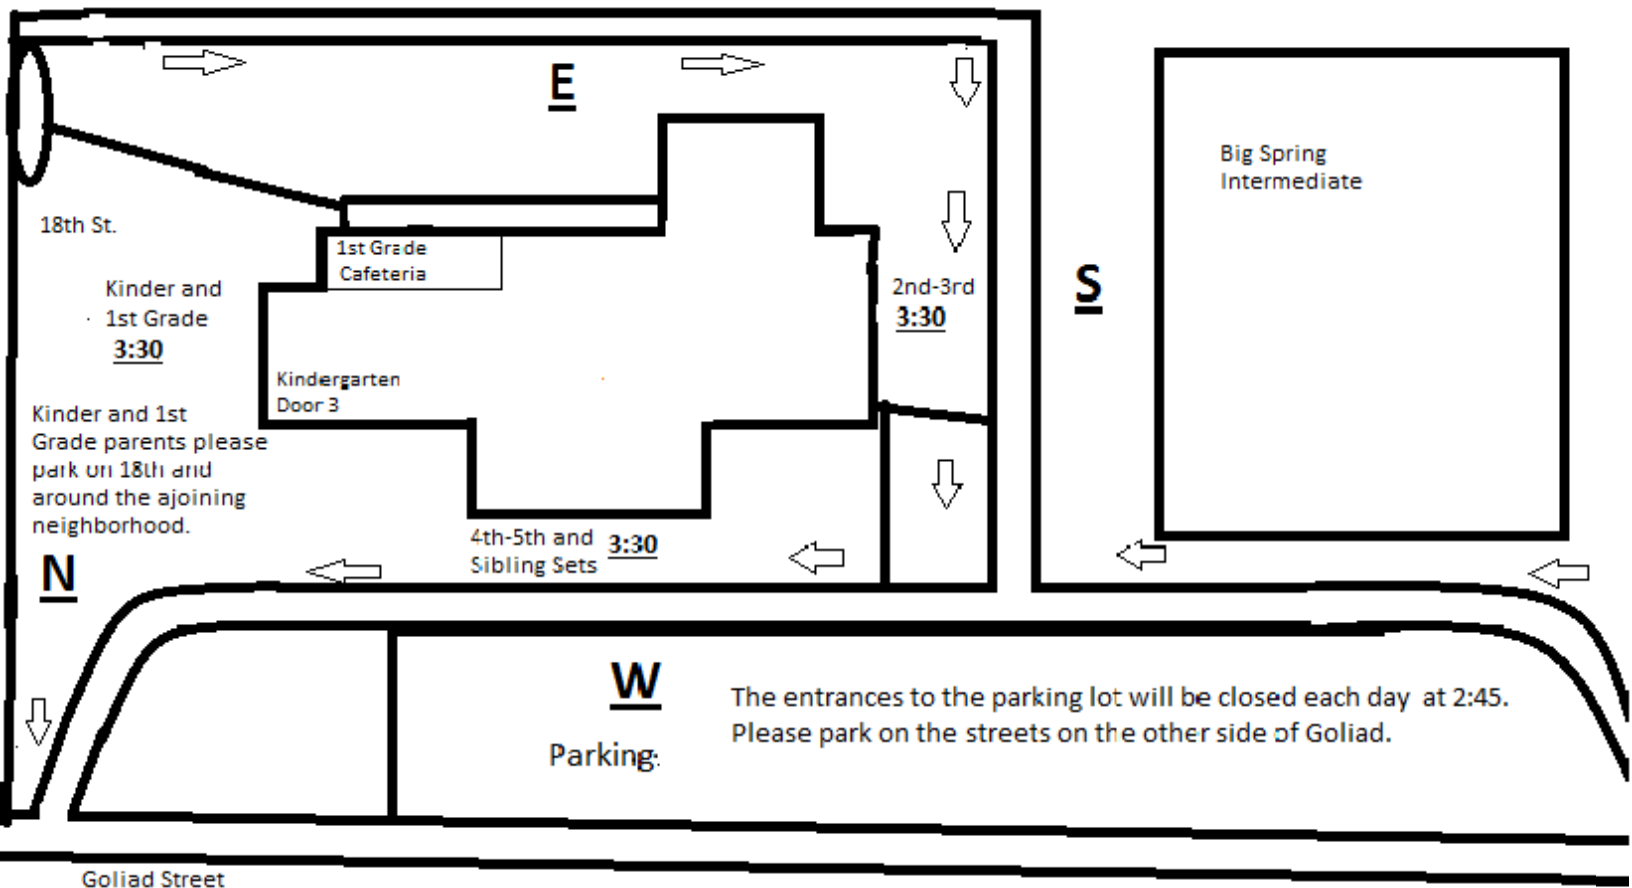 E
Big Spring
Intermediate
18th St.
1st Grade
Cafeteria
Kinder and
1st Grade
3:30
2nd-3rd
3:30
S
Kindergarten
Door 3
Kinder and 1st
Grade parents please
park on 18th and
around the ajoining
neighborhood.
4th-5th and 3:30
Sibling Sets
N
W
The entrances to the parking lot will be closed each day at 2:45.
Please park on the streets on the other side of Goliad.
Parking
Goliad Street